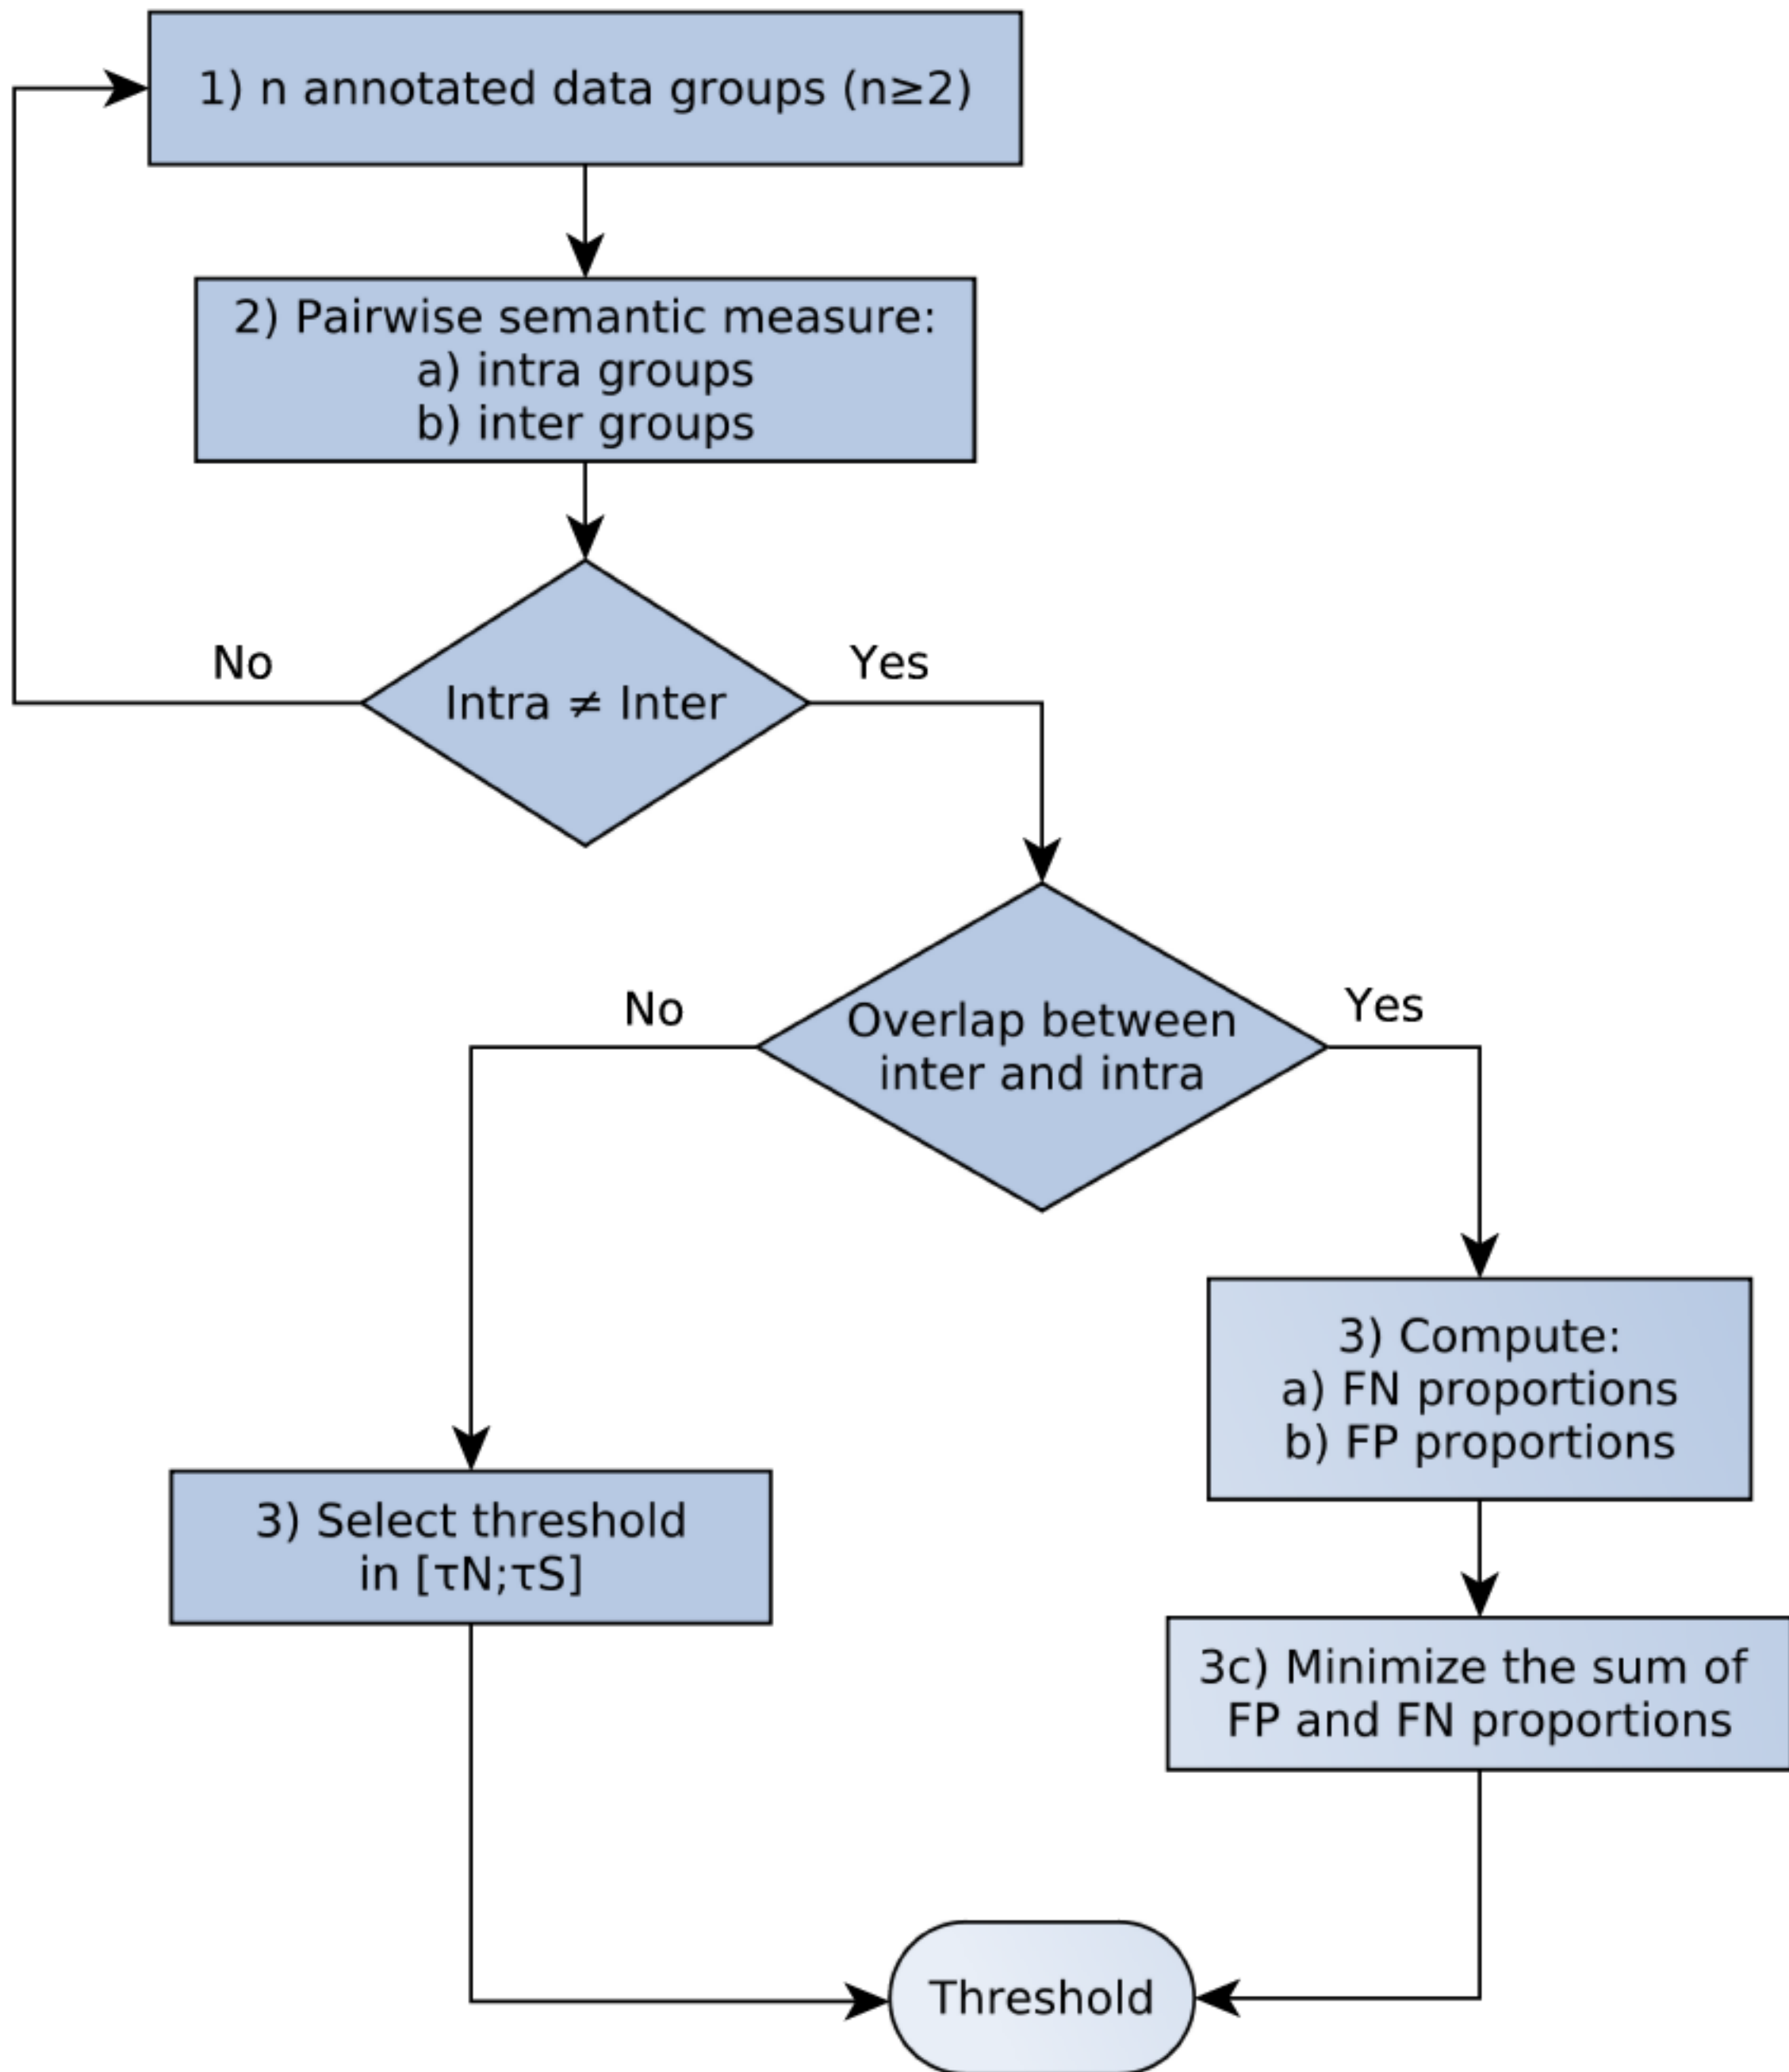 1) n annotated data groups (n≥2)
2) Pairwise semantic measure:
a) intra groups
b) inter groups
No
Yes
Intra ≠ Inter
No
Yes
Overlap between
inter and intra
3) Compute:
a) FN proportions
b) FP proportions
3) Select threshold
in [τN;τS]
3c) Minimize the sum of
FP and FN proportions
Threshold